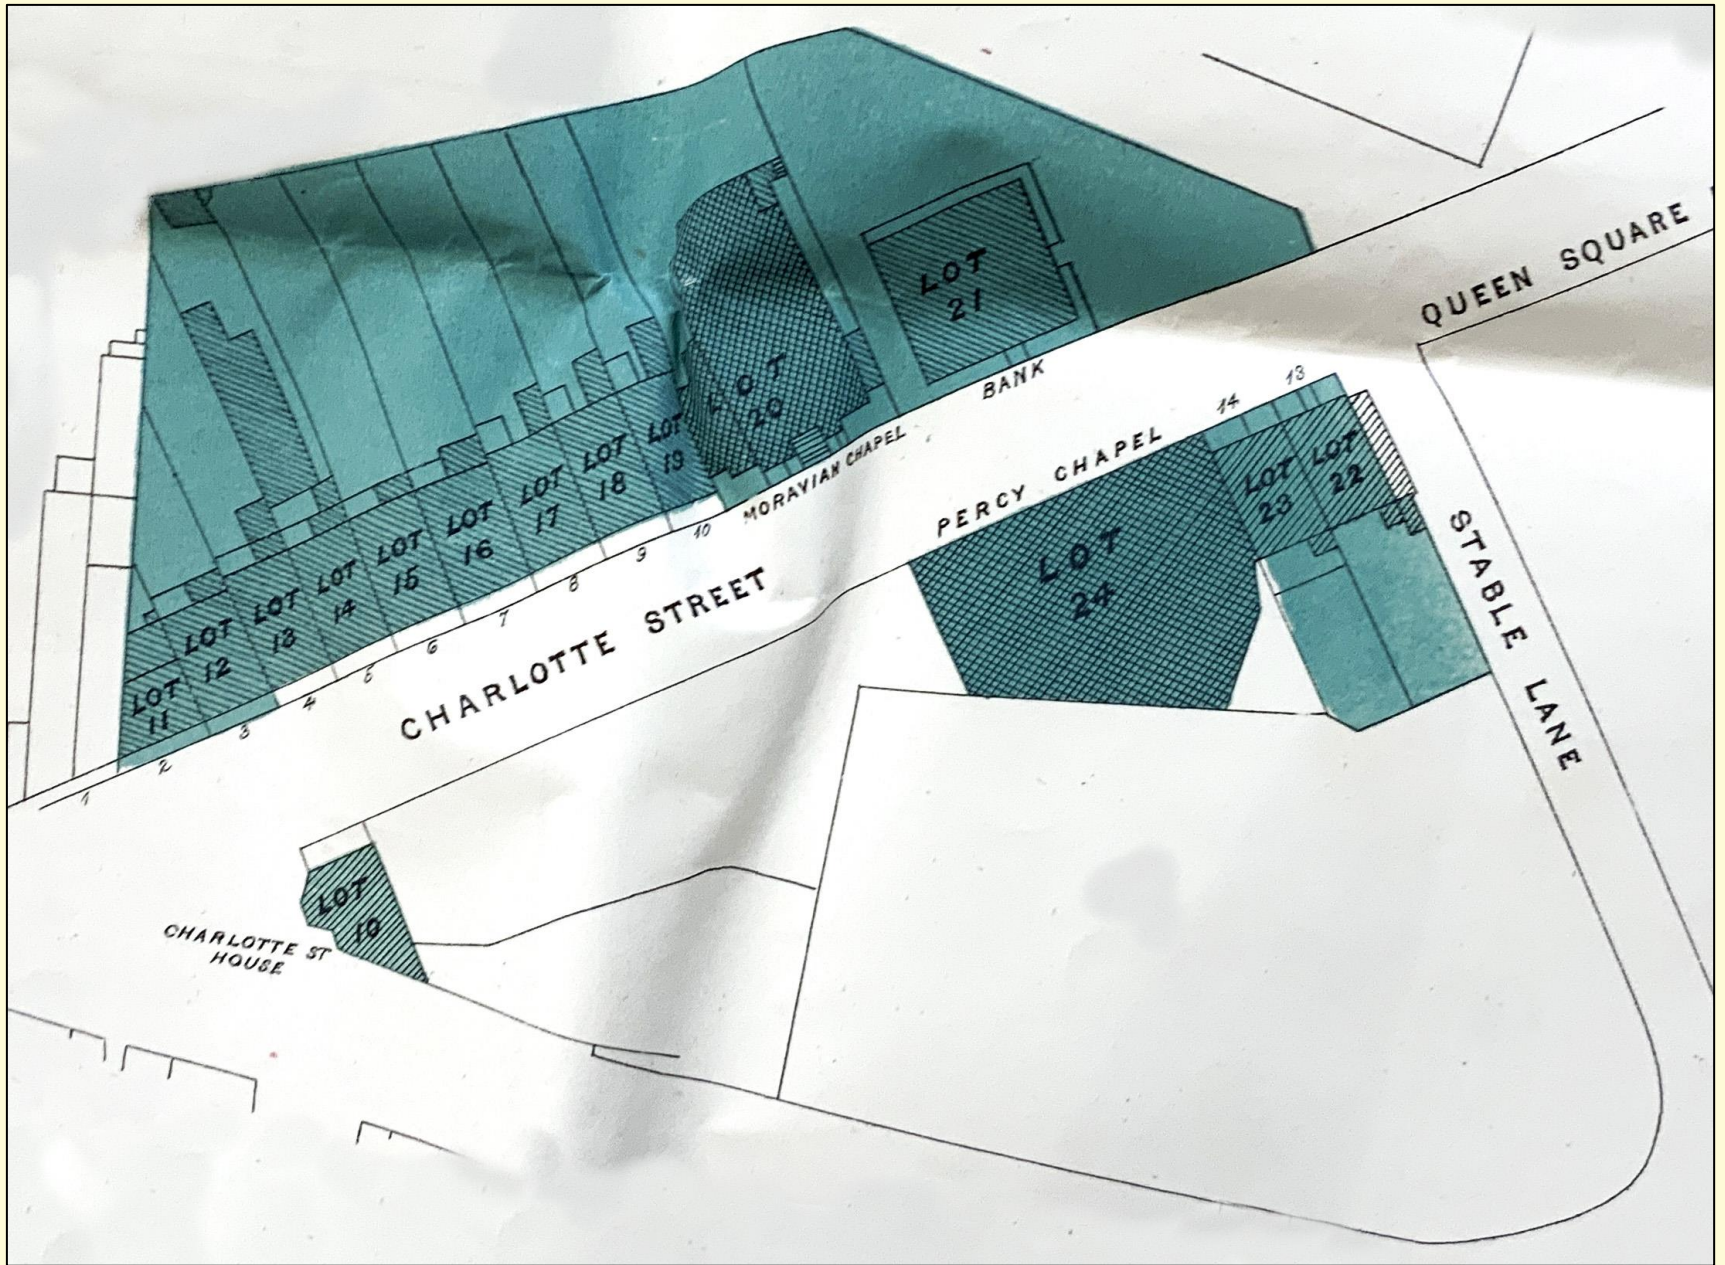 QUEEN SQUARE
LOT
21
BANK
LOT
20
MORAVIAN CHAPEL
LOT
19
LOT
18
LOT
17
LOT
16
LOT
15
LOT
14
LOT
13
LOT
12
LOT
11
1
2
3
4
5
6
7
8
9
10
CHARLOTTE STREET
PERCY CHAPEL
14
13
LOT
22
LOT
23
LOT
24
STABLE LANE
LOT
10
CHARLOTTE ST
HOUSE